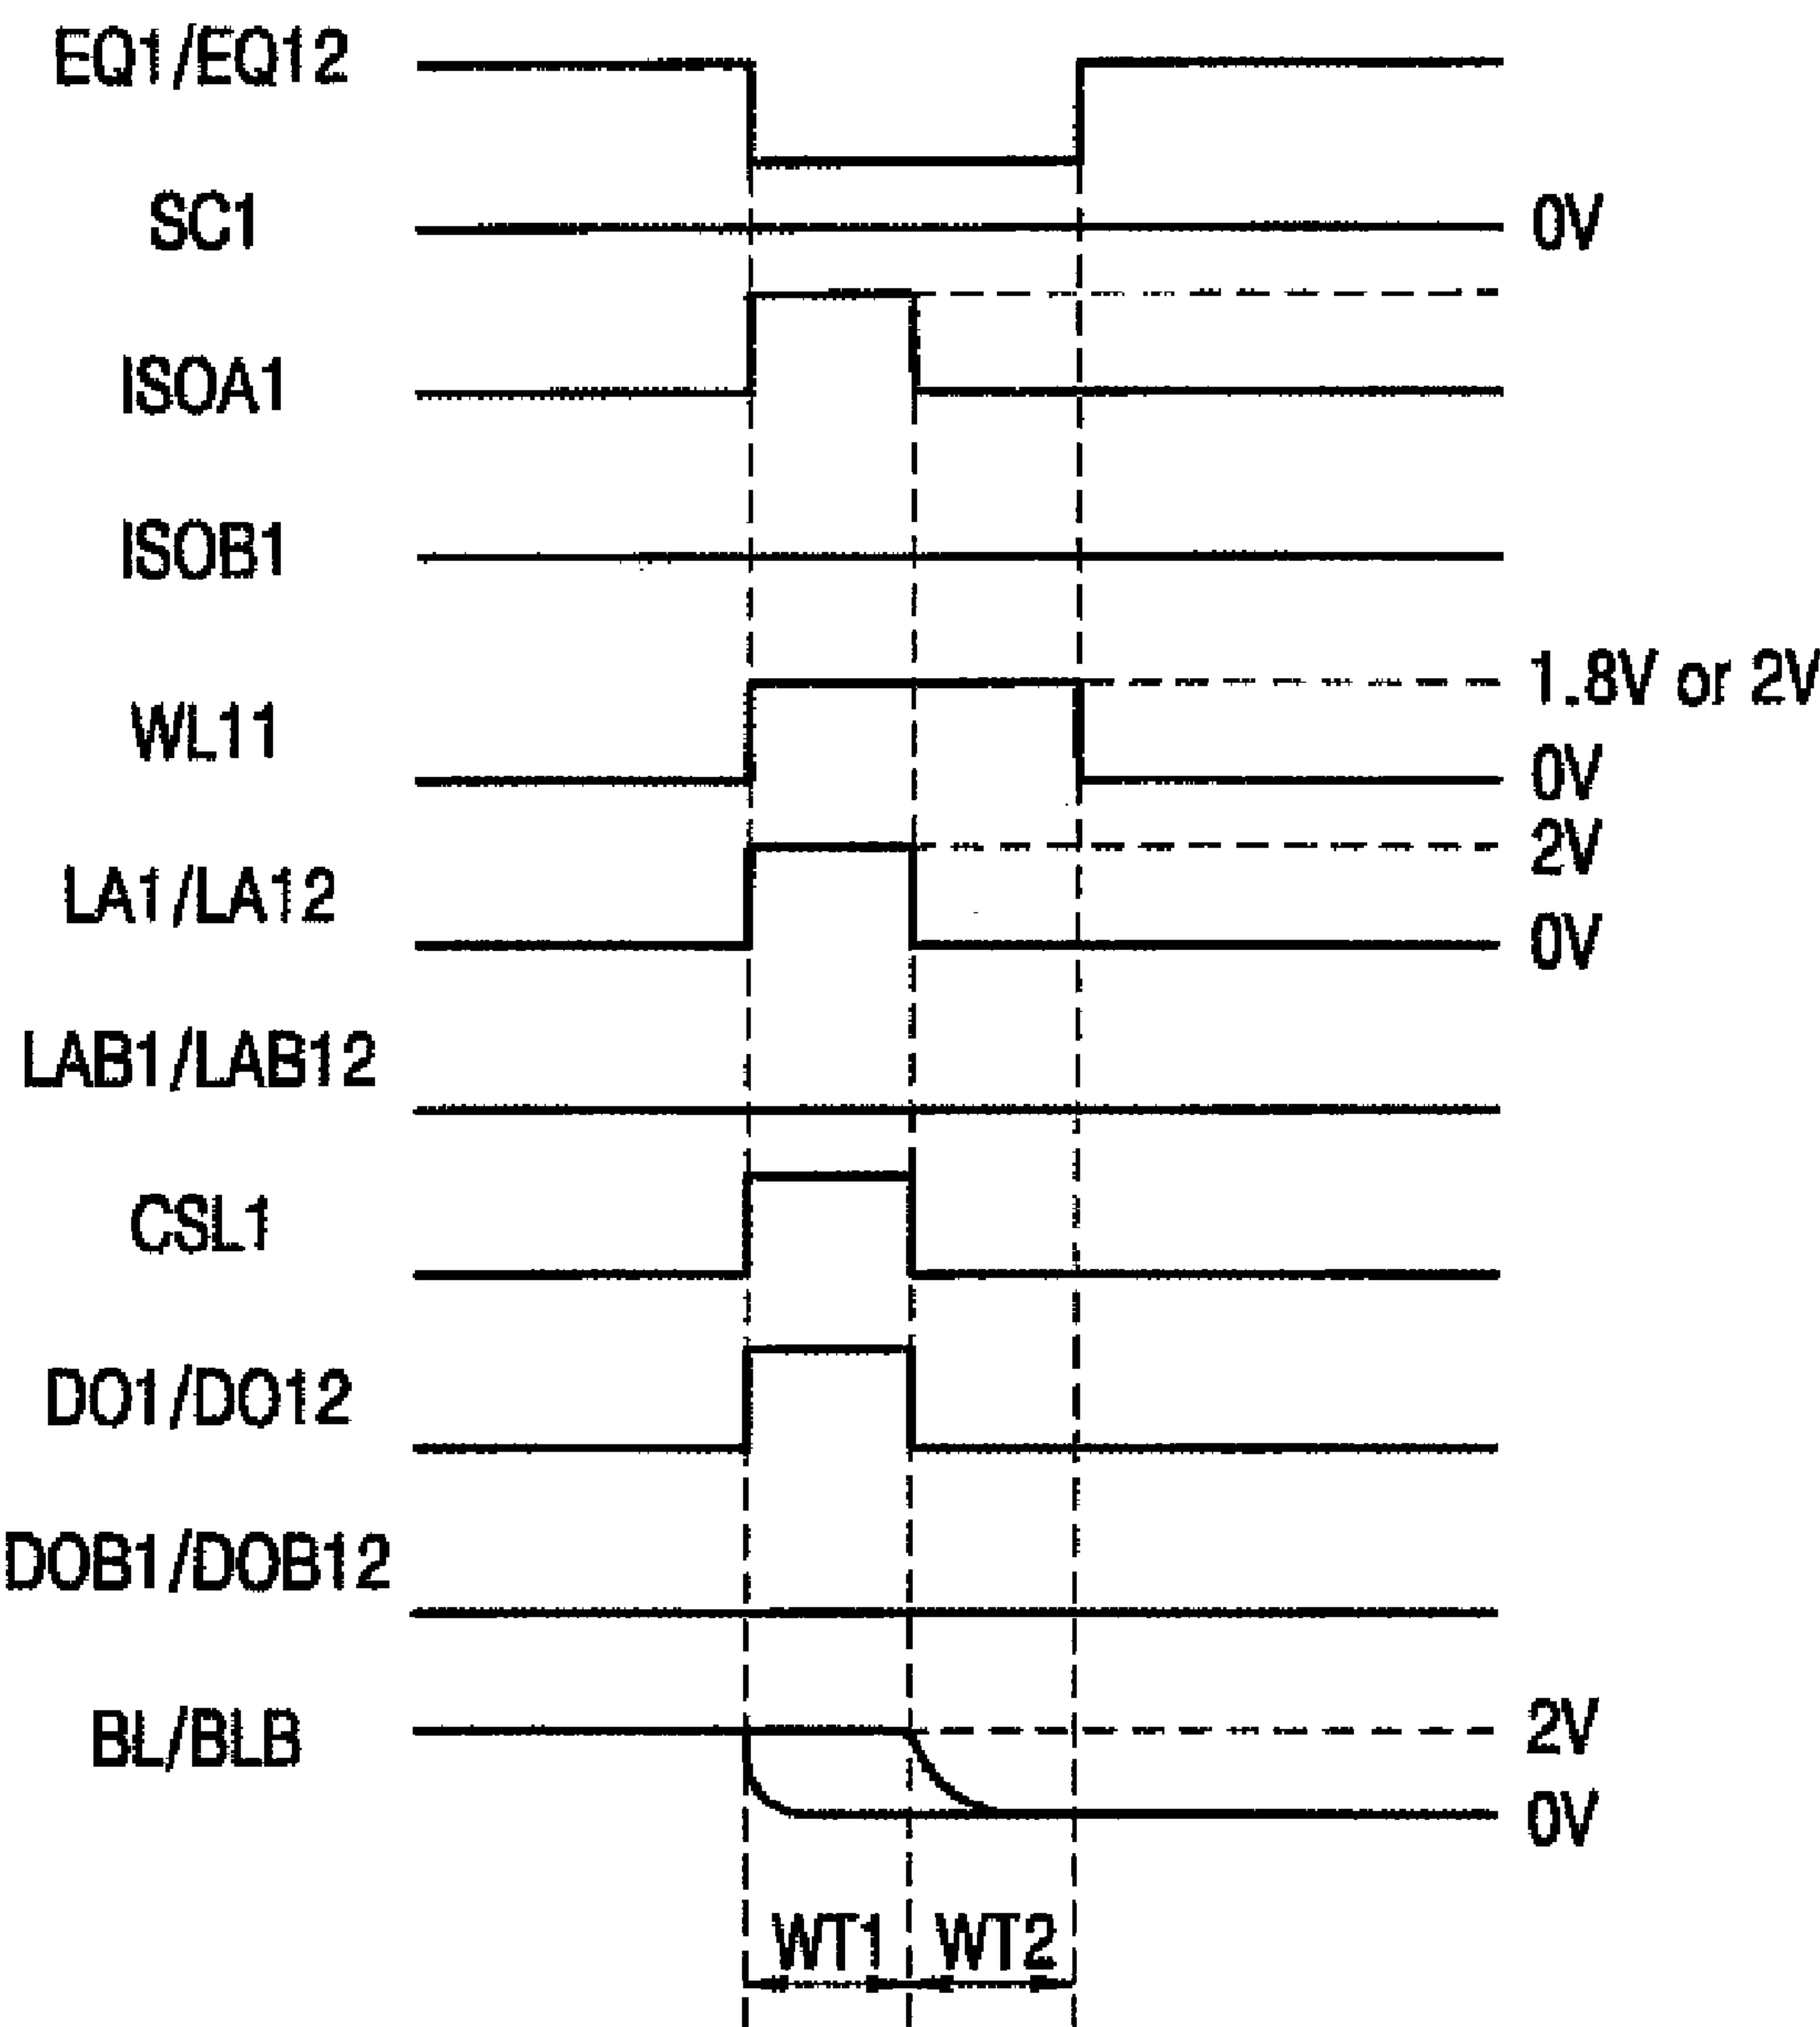 EQ1/EQ12
SC1 0V
ISOA1
ISOB1
WL11 1.8V or 2V
0V
LA1/LA12 2V
0V
LAB1/LAB12
CSL1
DO1/DO12
DOB1/DOB12
BL/BLB 2V
0V
WT1 WT2